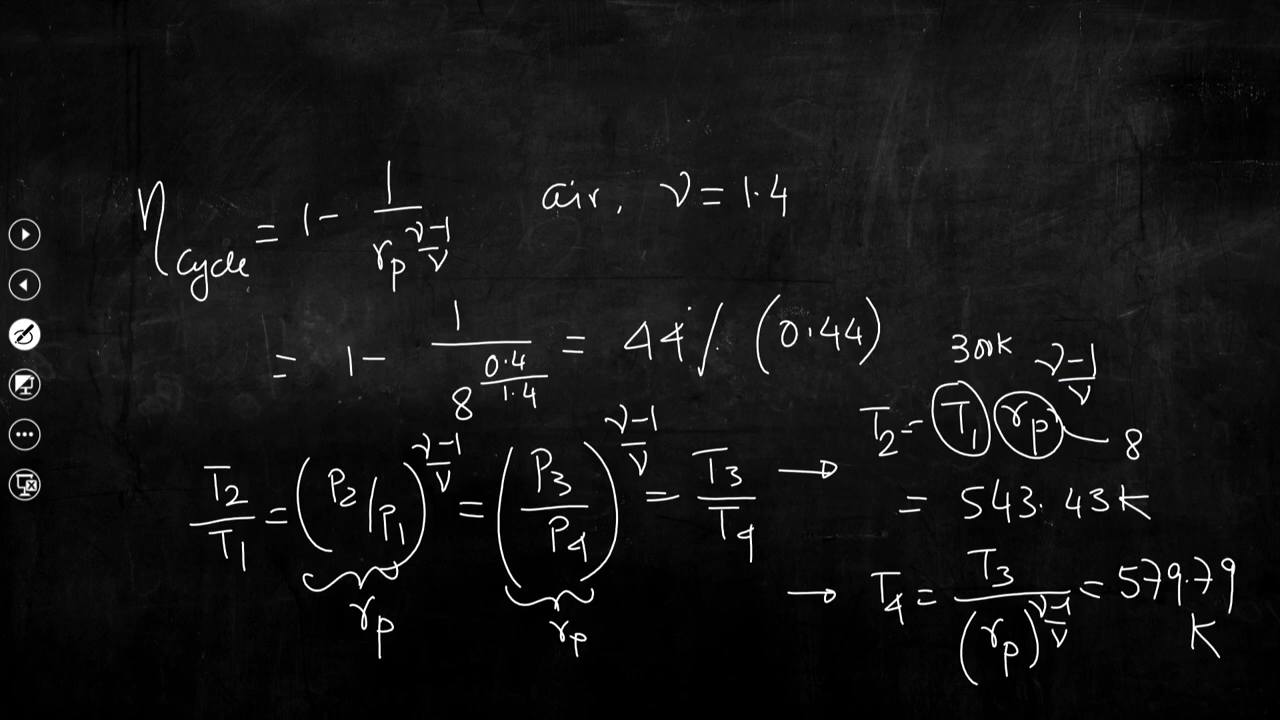 η_cycle = 1 - 1/(r_p^((γ-1)/γ)) air, γ = 1.4
= 1 - 1/(8^(0.4/1.4)) = 44% (0.44)
300K
T_2 = T_1 r_p^((γ-1)/γ) 8
T_2/T_1 = (P_2/P_1)^((γ-1)/γ) = (P_3/P_4)^((γ-1)/γ) = T_3/T_4 →
= 543.43K
r_p r_p
→ T_4 = T_3/(r_p)^((γ-1)/γ) = 579.79
K